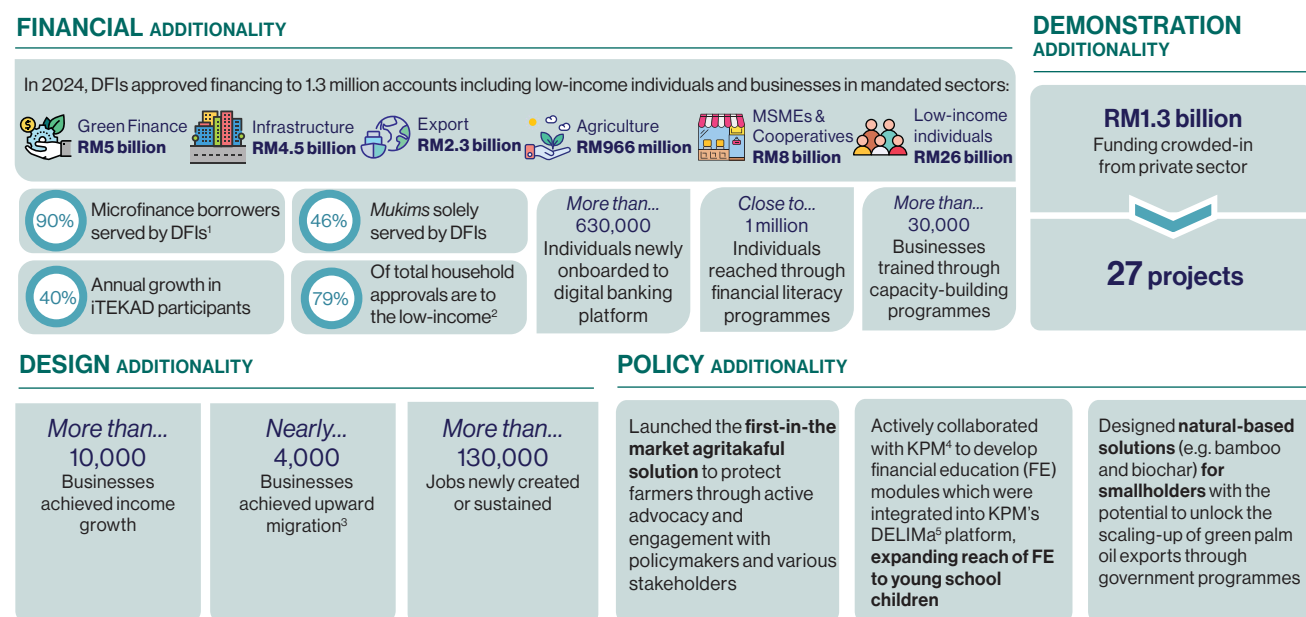 FINANCIAL ADDITIONALITY
In 2024, DFIs approved financing to 1.3 million accounts including low-income individuals and businesses in mandated sectors:
Green Finance
RM5 billion
Infrastructure
RM4.5 billion
Export
RM2.3 billion
Agriculture
RM966 million
MSMEs &
Cooperatives
RM8 billion
Low-income
individuals
RM26 billion
90%
Microfinance borrowers
served by DFIs¹
46%
Mukims solely
served by DFIs
40%
Annual growth in
iTEKAD participants
79%
Of total household
approvals are to
the low-income²
More than...
630,000
Individuals newly
onboarded to
digital banking
platform
Close to...
1 million
Individuals
reached through
financial literacy
programmes
More than...
30,000
Businesses
trained through
capacity-building
programmes
DEMONSTRATION
ADDITIONALITY
RM1.3 billion
Funding crowded-in
from private sector
27 projects
DESIGN ADDITIONALITY
More than...
10,000
Businesses
achieved income
growth
Nearly...
4,000
Businesses
achieved upward
migration³
More than...
130,000
Jobs newly created
or sustained
POLICY ADDITIONALITY
Launched the first-in-the
market agritakaful
solution to protect
farmers through active
advocacy and
engagement with
policymakers and various
stakeholders
Actively collaborated
with KPM⁴ to develop
financial education (FE)
modules which were
integrated into KPM's
DELIMa⁵ platform,
expanding reach of FE
to young school
children
Designed natural-based
solutions (e.g. bamboo
and biochar) for
smallholders with the
potential to unlock the
scaling-up of green palm
oil exports through
government programmes